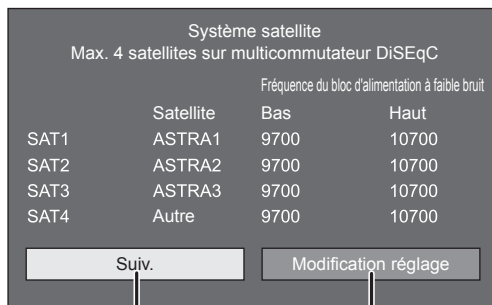 Système satellite
Max. 4 satellites sur multicommutateur DiSEqC
Fréquence du bloc d'alimentation à faible bruit
Satellite Bas Haut
SAT1 ASTRA1 9700 10700
SAT2 ASTRA2 9700 10700
SAT3 ASTRA3 9700 10700
SAT4 Autre 9700 10700
Suiv. Modification réglage